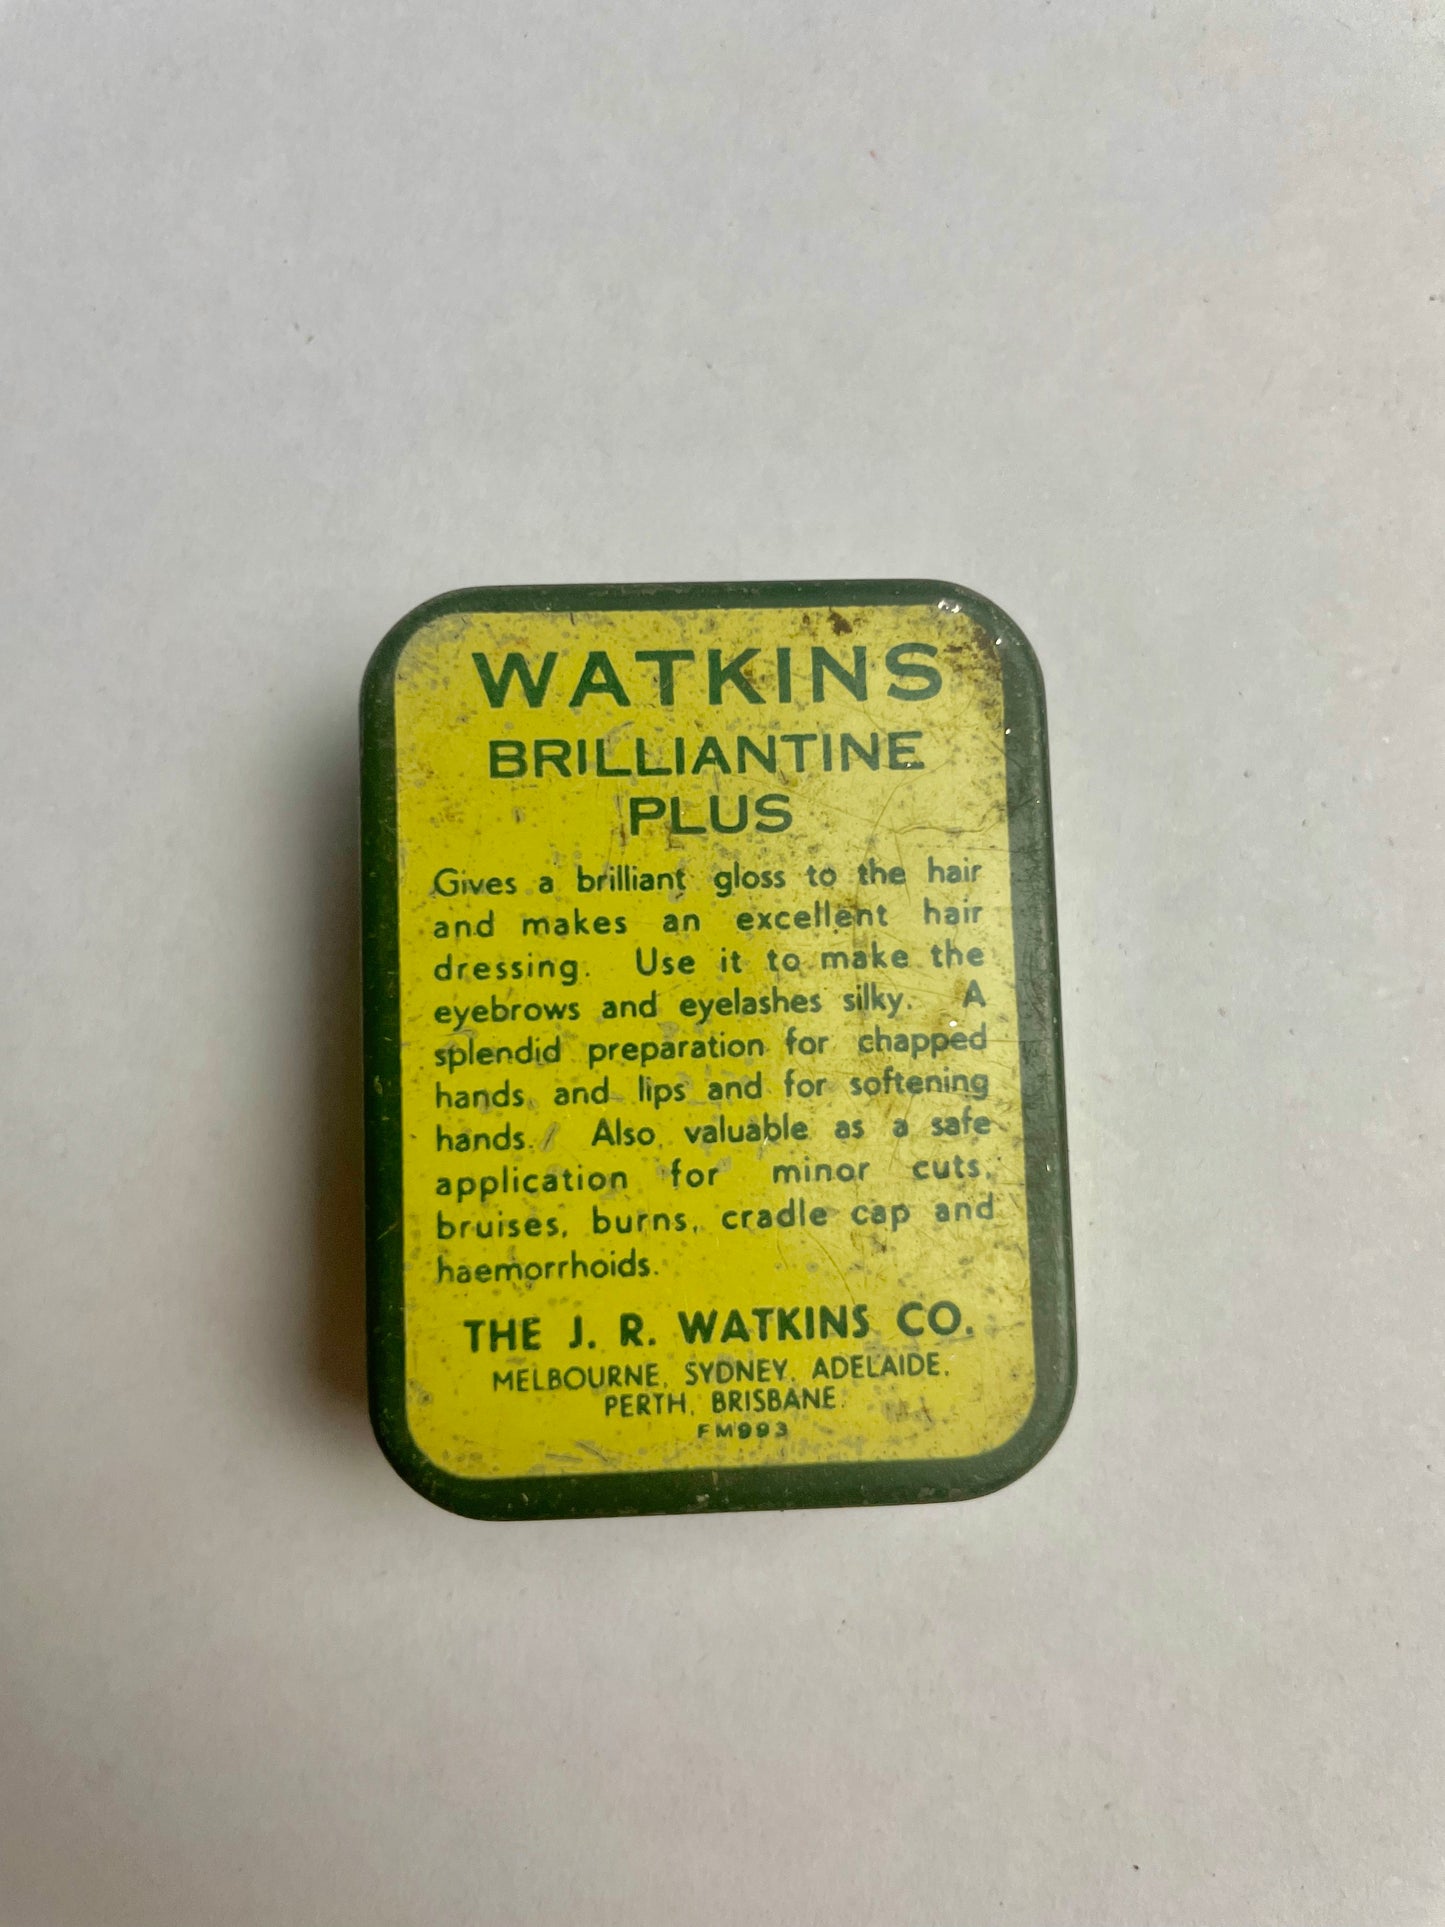 WATKINS
BRILLIANTINE
PLUS
Gives a brilliant gloss to the hair
and makes an excellent hair
dressing. Use it to make the
eyebrows and eyelashes silky. A
splendid preparation for chapped
hands and lips and for softening
hands. Also valuable as a safe
application for minor cuts,
bruises, burns, cradle cap and
haemorrhoids.
THE J. R. WATKINS CO.
MELBOURNE, SYDNEY, ADELAIDE,
PERTH, BRISBANE.
FM993